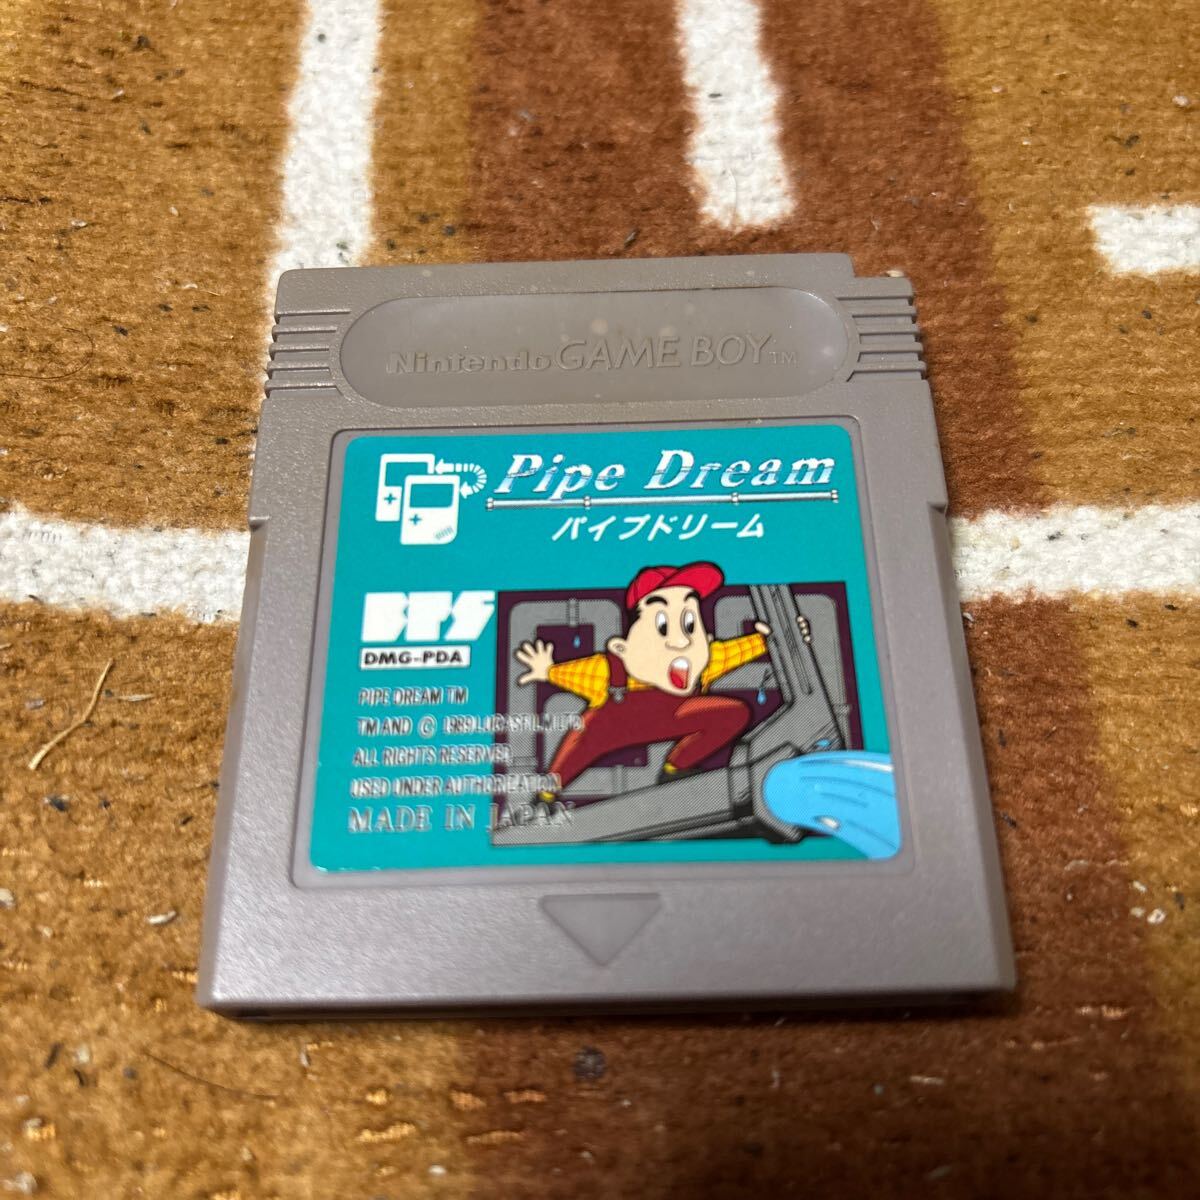 Nintendo GAME BOY TM
Pipe Dream
パイプドリーム
BPS
DMG-PDA
PIPE DREAM TM
TM AND © 1989 LUCASFILM LTD
ALL RIGHTS RESERVED
USED UNDER AUTHORIZATION
MADE IN JAPAN